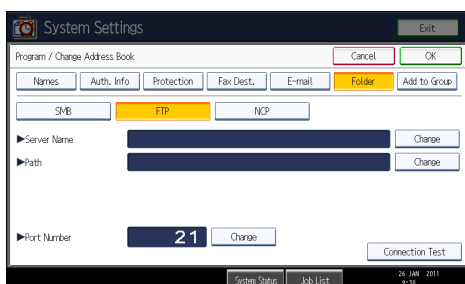 System Settings Exit
Program / Change Address Book Cancel OK
Names Auth. Info Protection Fax Dest. E-mail Folder Add to Group
SMB FTP NCP
►Server Name Change
►Path Change
►Port Number 21 Change
Connection Test
System Status Job List 26 JAN 2011
9:30